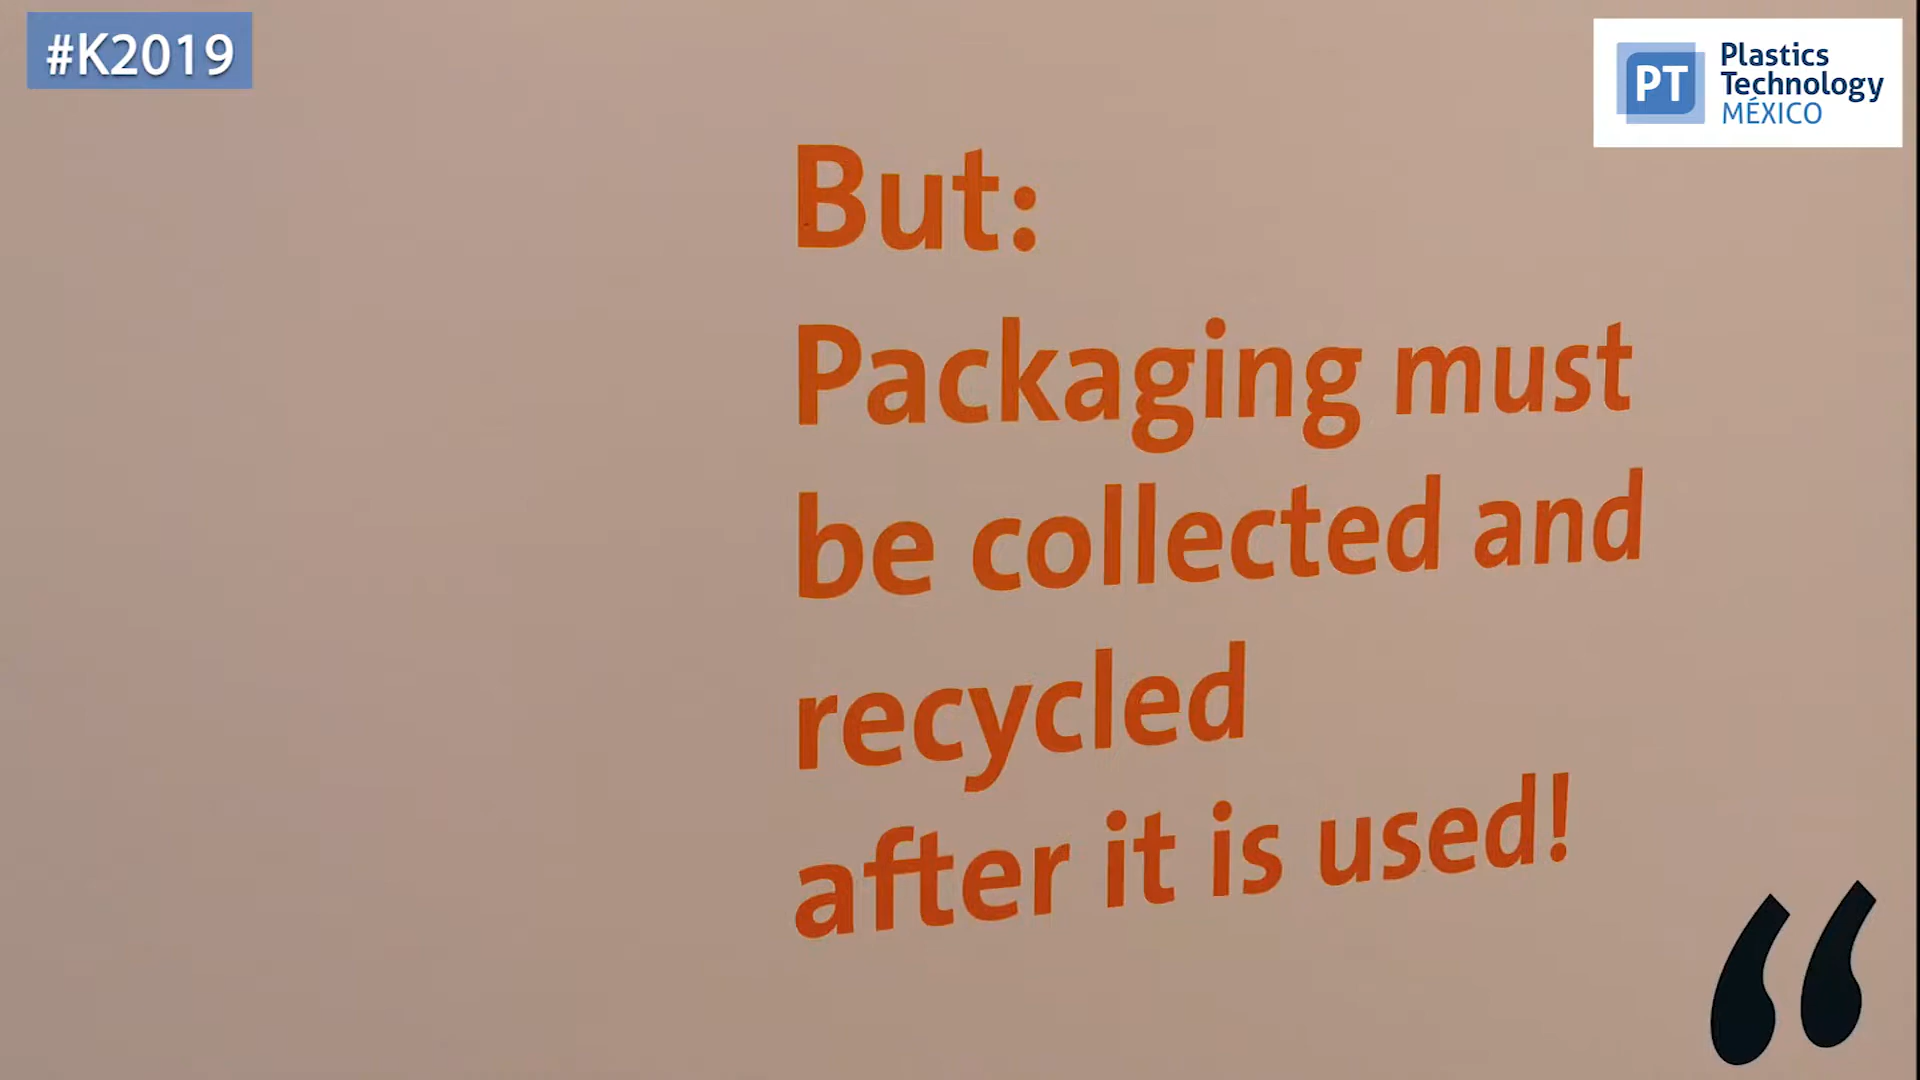 #K2019
PT
Plastics
Technology
MÉXICO
But:
Packaging must
be collected and
recycled
after it is used!
“